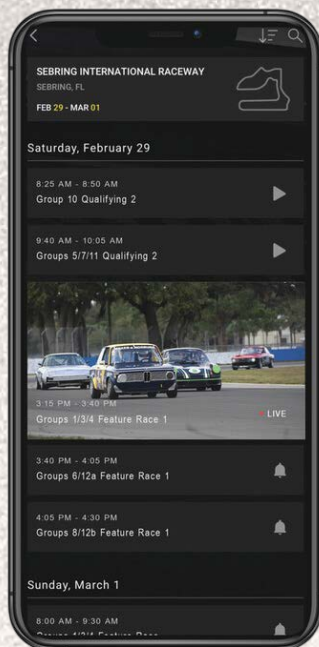 SEBRING INTERNATIONAL RACEWAY
SEBRING, FL
FEB 29 - MAR 01
Saturday, February 29
8:25 AM - 8:50 AM
Group 10 Qualifying 2
9:40 AM - 10:05 AM
Groups 5/7/11 Qualifying 2
3:15 PM - 3:40 PM
Groups 1/3/4 Feature Race 1
LIVE
3:40 PM - 4:05 PM
Groups 6/12a Feature Race 1
4:05 PM - 4:30 PM
Groups 8/12b Feature Race 1
Sunday, March 1
8:00 AM - 9:30 AM